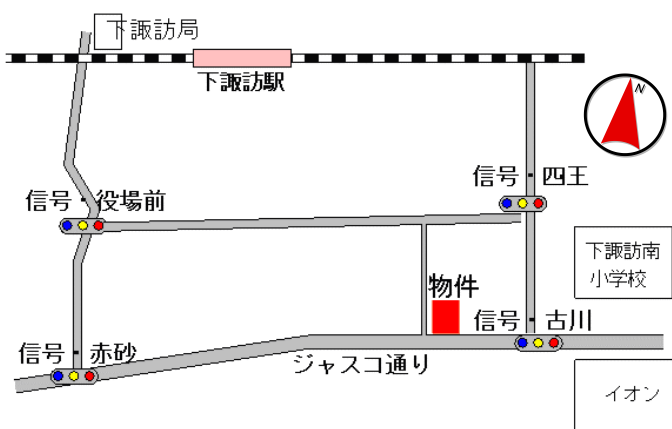 下諏訪局
下諏訪駅
N
信号・四王
信号・役場前
下諏訪南
小学校
物件
信号・古川
信号・赤砂
ジャスコ通り
イオン